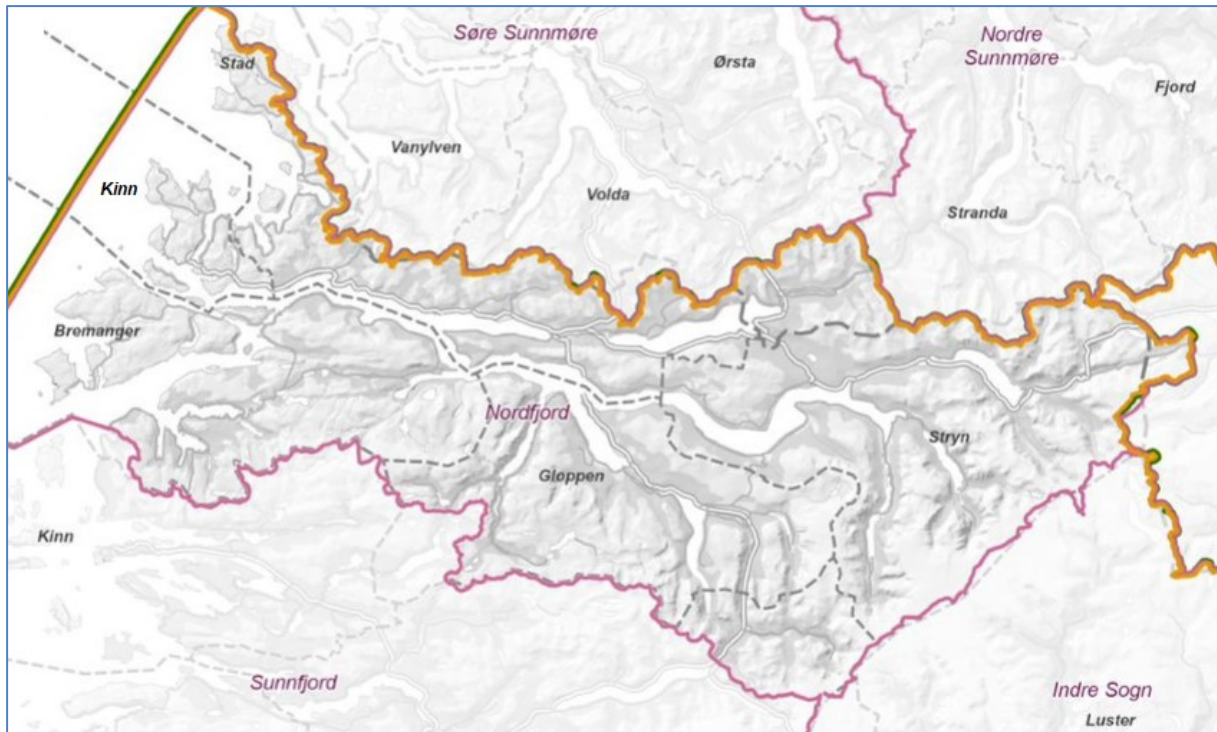 Søre Sunnmøre
Nordre
Sunnmøre
Stad
Ørsta
Fjord
Vanylven
Kinn
Volda
Stranda
Bremanger
Nordfjord
Stryn
Gloppen
Kinn
Sunnfjord
Indre Sogn
Luster